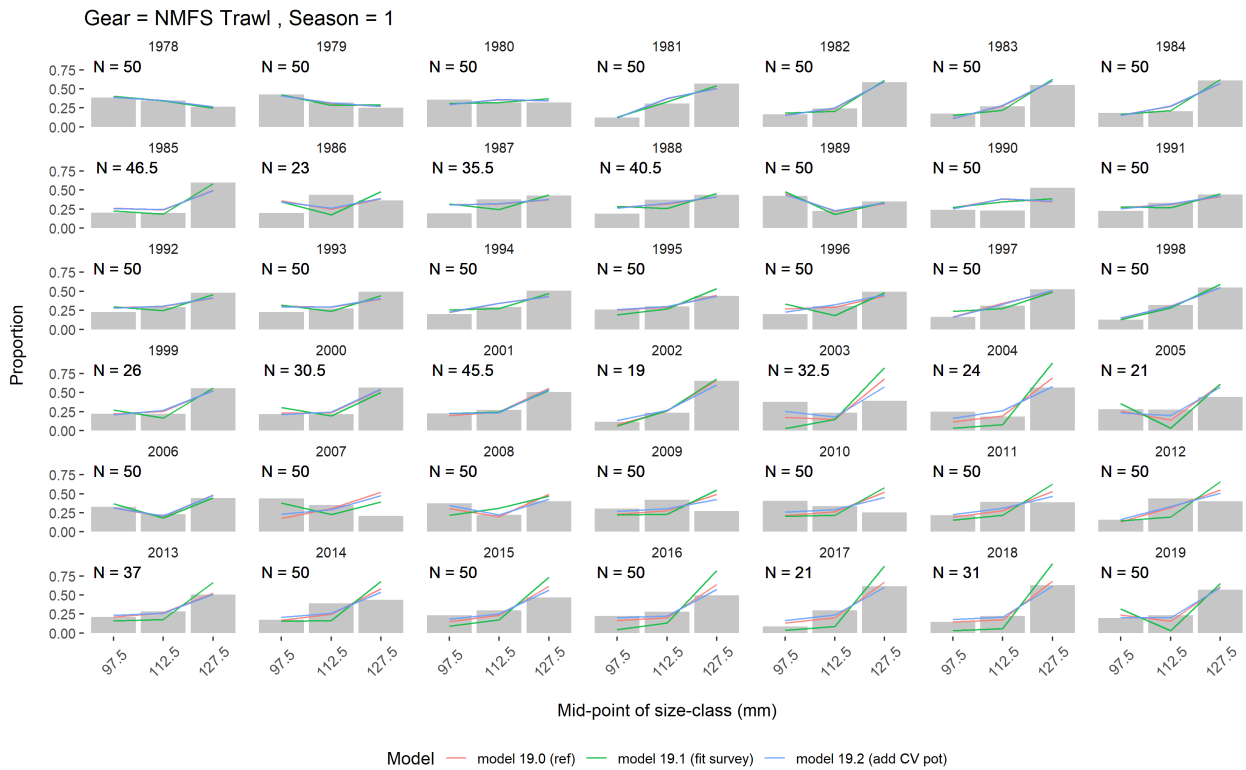 Gear = NMFS Trawl , Season = 1
1978 1979 1980 1981 1982 1983 1984
N = 50 N = 50 N = 50 N = 50 N = 50 N = 50 N = 50
0.75
0.50
0.25
0.00
1985 1986 1987 1988 1989 1990 1991
N = 46.5 N = 23 N = 35.5 N = 40.5 N = 50 N = 50 N = 50
0.75
0.50
0.25
0.00
1992 1993 1994 1995 1996 1997 1998
N = 50 N = 50 N = 50 N = 50 N = 50 N = 50 N = 50
0.75
0.50
0.25
0.00
Proportion
1999 2000 2001 2002 2003 2004 2005
N = 26 N = 30.5 N = 45.5 N = 19 N = 32.5 N = 24 N = 21
0.75
0.50
0.25
0.00
2006 2007 2008 2009 2010 2011 2012
N = 50 N = 50 N = 50 N = 50 N = 50 N = 50 N = 50
0.75
0.50
0.25
0.00
2013 2014 2015 2016 2017 2018 2019
N = 37 N = 50 N = 50 N = 50 N = 21 N = 31 N = 50
0.75
0.50
0.25
0.00
97.5 112.5 127.5 97.5 112.5 127.5 97.5 112.5 127.5 97.5 112.5 127.5 97.5 112.5 127.5 97.5 112.5 127.5 97.5 112.5 127.5
Mid-point of size-class (mm)
Model model 19.0 (ref) model 19.1 (fit survey) model 19.2 (add CV pot)